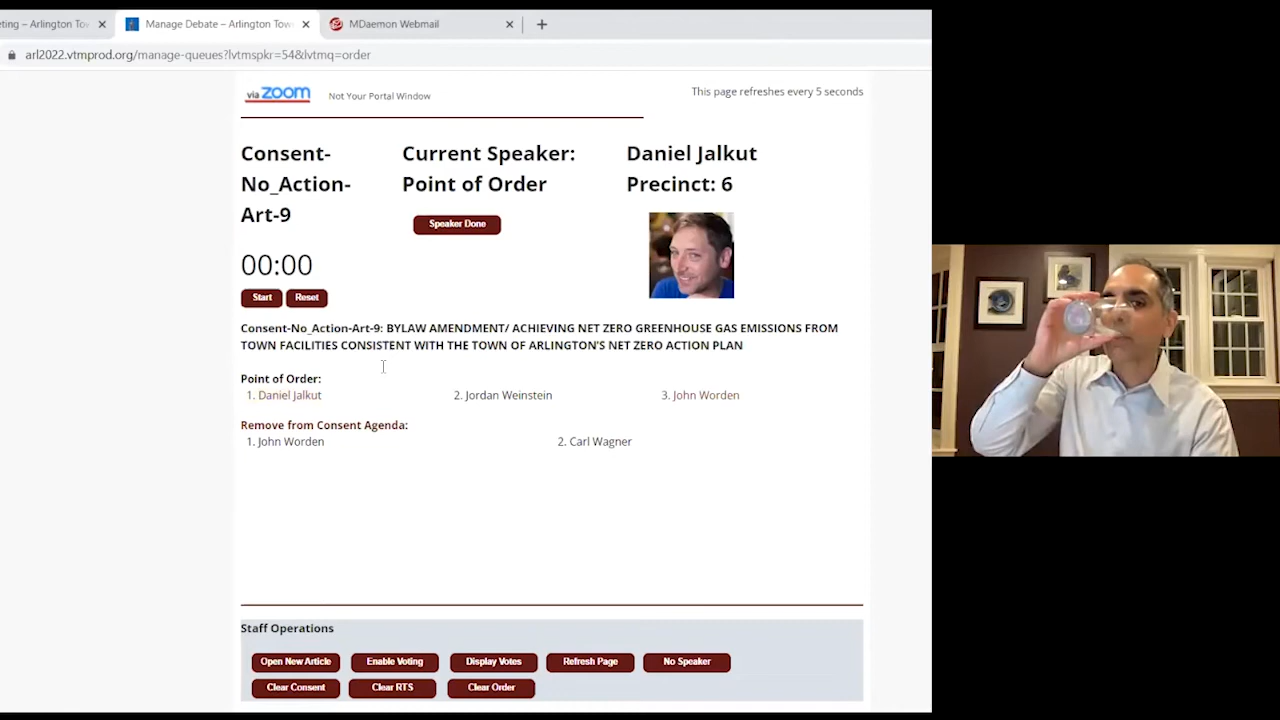 ting – Arlington Tov
Manage Debate – Arlington Town
MDaemon Webmail
arl2022.vtmprod.org/manage-queues?lvtmspkr=54&lvtmq=order
via zoom
Not Your Portal Window
This page refreshes every 5 seconds
Consent-
No_Action-
Art-9
Current Speaker:
Point of Order
Daniel Jalkut
Precinct: 6
Speaker Done
00:00
Start
Reset
Consent-No_Action-Art-9: BYLAW AMENDMENT/ ACHIEVING NET ZERO GREENHOUSE GAS EMISSIONS FROM
TOWN FACILITIES CONSISTENT WITH THE TOWN OF ARLINGTON'S NET ZERO ACTION PLAN
Point of Order:
1. Daniel Jalkut
2. Jordan Weinstein
3. John Worden
Remove from Consent Agenda:
1. John Worden
2. Carl Wagner
Staff Operations
Open New Article
Enable Voting
Display Votes
Refresh Page
No Speaker
Clear Consent
Clear RTS
Clear Order